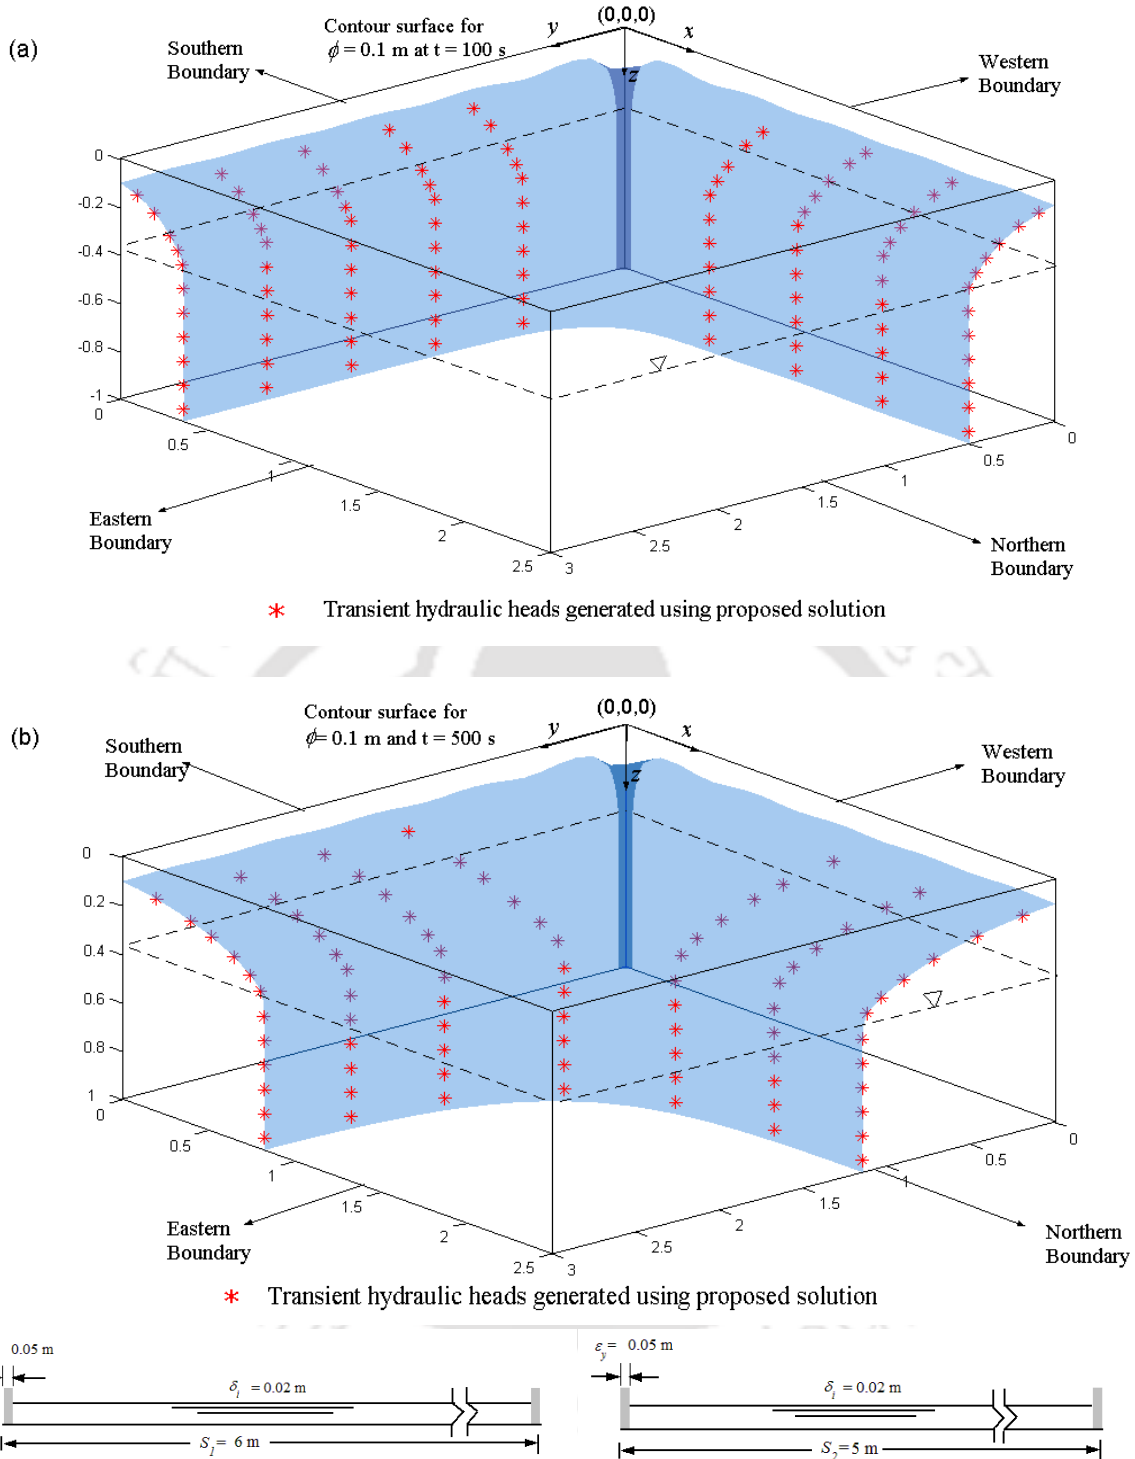 (a)
Contour surface for
ϕ = 0.1 m at t = 100 s
(0,0,0)
y
x
z
Southern
Boundary
Western
Boundary
0
-0.2
-0.4
-0.6
-0.8
-1
0
0.5
1
1.5
2
2.5
3
2.5
2
1.5
1
0.5
0
Eastern
Boundary
Northern
Boundary
* Transient hydraulic heads generated using proposed solution
(b)
Contour surface for
ϕ= 0.1 m and t = 500 s
(0,0,0)
y
x
z
Southern
Boundary
Western
Boundary
0
0.2
0.4
0.6
0.8
1
0
0.5
1
1.5
2
2.5
3
2.5
2
1.5
1
0.5
0
Eastern
Boundary
Northern
Boundary
* Transient hydraulic heads generated using proposed solution
0.05 m
δi = 0.02 m
S1 = 6 m
εy = 0.05 m
δi = 0.02 m
S2 = 5 m